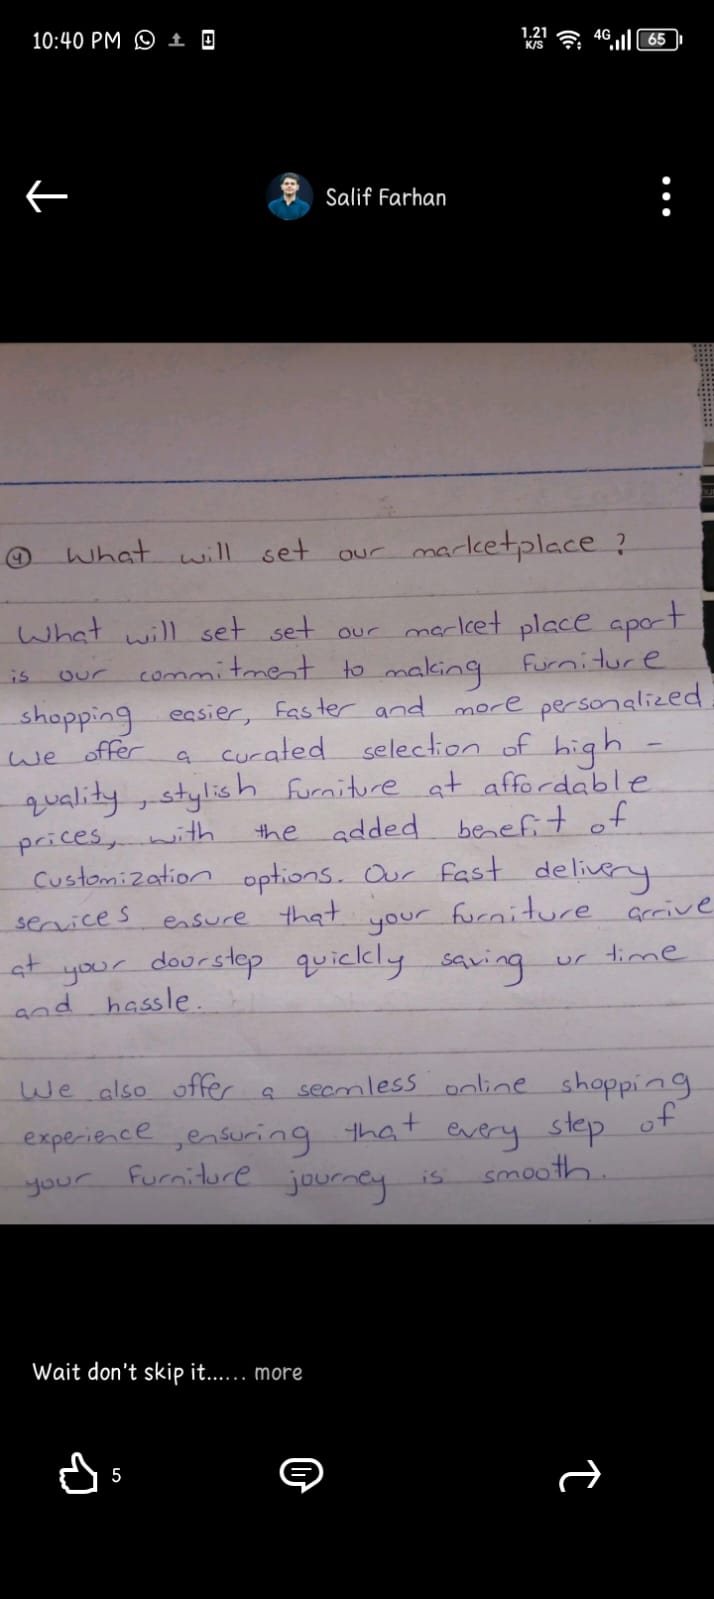 10:40 PM
1.21 K/S 4G 65
Salif Farhan
④ What will set our marketplace ?
What will set set our market place apart
is our commitment to making furniture
shopping easier, faster and more personalized.
We offer a curated selection of high -
quality, stylish furniture at affordable
prices, with the added benefit of
Customization options. Our fast delivery
services ensure that your furniture arrive
at your doorstep quickly saving ur time
and hassle.
We also offer a seamless online shopping
experience, ensuring that every step of
your furniture journey is smooth.
Wait don't skip it...... more
5